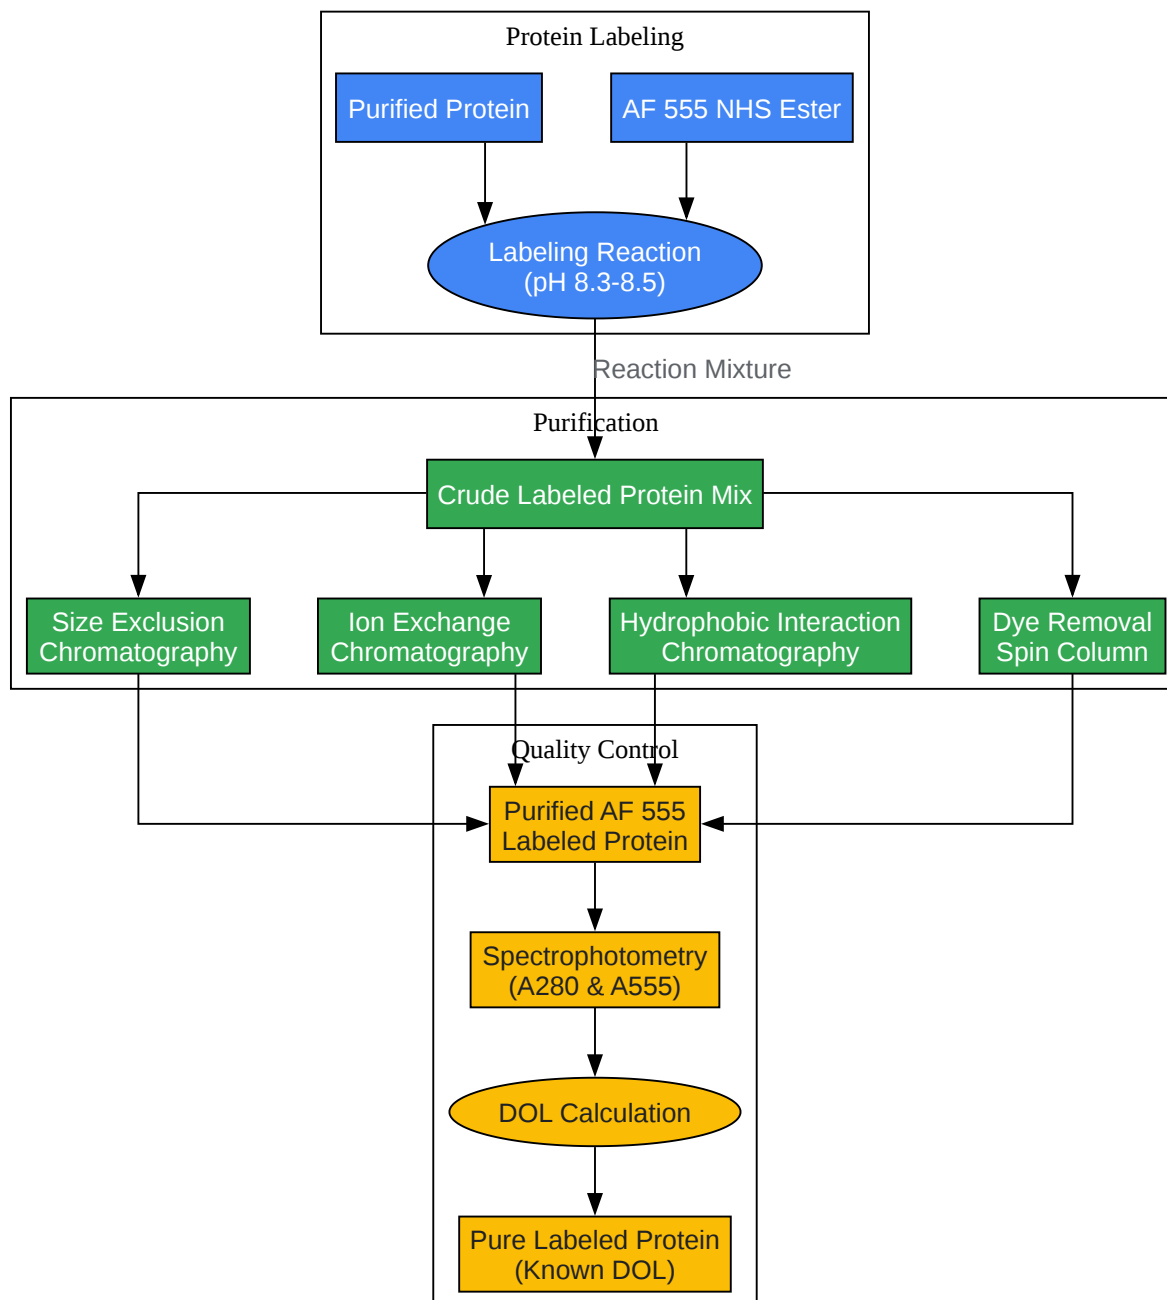 Protein Labeling
Purified Protein
AF 555 NHS Ester
Labeling Reaction
(pH 8.3-8.5)
Reaction Mixture
Purification
Crude Labeled Protein Mix
Size Exclusion
Chromatography
Ion Exchange
Chromatography
Hydrophobic Interaction
Chromatography
Dye Removal
Spin Column
Quality Control
Purified AF 555
Labeled Protein
Spectrophotometry
(A280 & A555)
DOL Calculation
Pure Labeled Protein
(Known DOL)